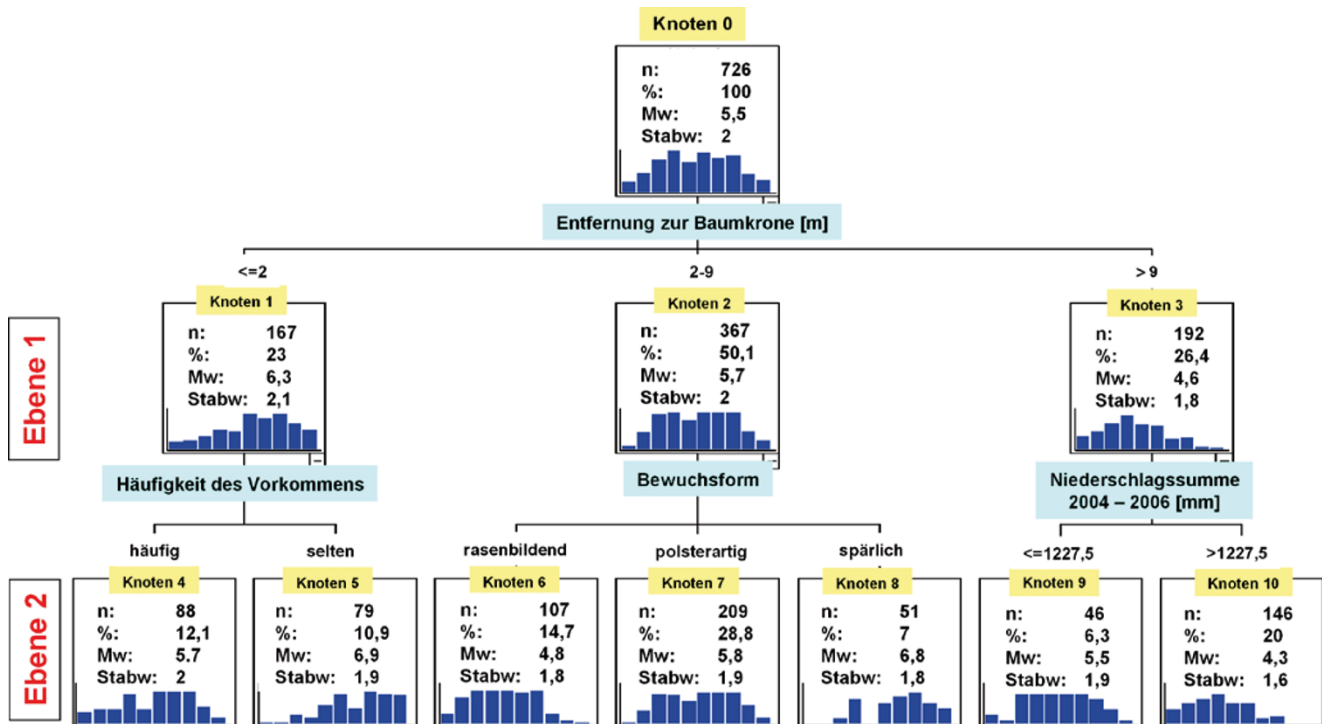 Knoten 0
n: 726
%: 100
Mw: 5,5
Stabw: 2
Entfernung zur Baumkrone [m]
<=2
2-9
> 9
Ebene 1
Knoten 1
n: 167
%: 23
Mw: 6,3
Stabw: 2,1
Häufigkeit des Vorkommens
Knoten 2
n: 367
%: 50,1
Mw: 5,7
Stabw: 2
Bewuchsform
Knoten 3
n: 192
%: 26,4
Mw: 4,6
Stabw: 1,8
Niederschlagssumme
2004 – 2006 [mm]
häufig
selten
rasenbildend
polsterartig
spärlich
<=1227,5
>1227,5
Ebene 2
Knoten 4
n: 88
%: 12,1
Mw: 5.7
Stabw: 2
Knoten 5
n: 79
%: 10,9
Mw: 6,9
Stabw: 1,9
Knoten 6
n: 107
%: 14,7
Mw: 4,8
Stabw: 1,8
Knoten 7
n: 209
%: 28,8
Mw: 5,8
Stabw: 1,9
Knoten 8
n: 51
%: 7
Mw: 6,8
Stabw: 1,8
Knoten 9
n: 46
%: 6,3
Mw: 5,5
Stabw: 1,9
Knoten 10
n: 146
%: 20
Mw: 4,3
Stabw: 1,6